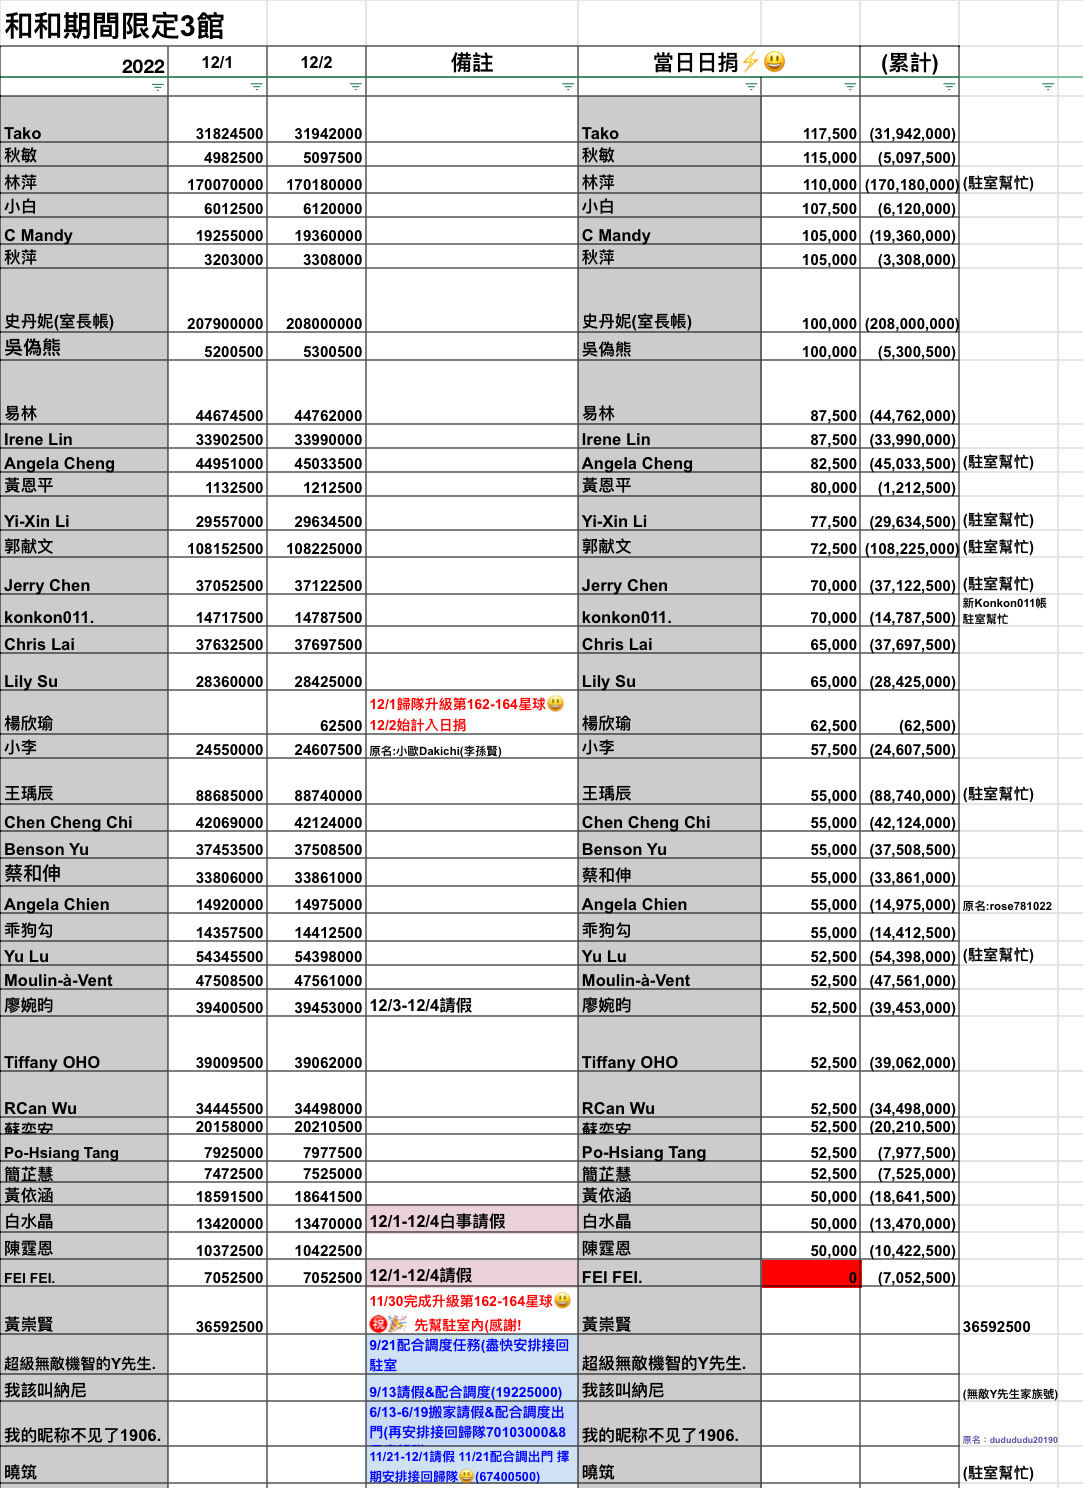 和和期間限定3館
2022 12/1 12/2 備註 當日日捐⚡😃 (累計)
Tako 31824500 31942000 Tako 117,500 (31,942,000)
秋敏 4982500 5097500 秋敏 115,000 (5,097,500)
林萍 170070000 170180000 林萍 110,000 (170,180,000) (駐室幫忙)
小白 6012500 6120000 小白 107,500 (6,120,000)
C Mandy 19255000 19360000 C Mandy 105,000 (19,360,000)
秋萍 3203000 3308000 秋萍 105,000 (3,308,000)
史丹妮(室長帳) 207900000 208000000 史丹妮(室長帳) 100,000 (208,000,000)
吳偽熊 5200500 5300500 吳偽熊 100,000 (5,300,500)
易林 44674500 44762000 易林 87,500 (44,762,000)
Irene Lin 33902500 33990000 Irene Lin 87,500 (33,990,000)
Angela Cheng 44951000 45033500 Angela Cheng 82,500 (45,033,500) (駐室幫忙)
黃恩平 1132500 1212500 黃恩平 80,000 (1,212,500)
Yi-Xin Li 29557000 29634500 Yi-Xin Li 77,500 (29,634,500) (駐室幫忙)
郭献文 108152500 108225000 郭献文 72,500 (108,225,000) (駐室幫忙)
Jerry Chen 37052500 37122500 Jerry Chen 70,000 (37,122,500) (駐室幫忙)
新Konkon011帳
konkon011. 14717500 14787500 konkon011. 70,000 (14,787,500) 駐室幫忙
Chris Lai 37632500 37697500 Chris Lai 65,000 (37,697,500)
Lily Su 28360000 28425000 Lily Su 65,000 (28,425,000)
12/1歸隊升級第162-164星球😃
楊欣瑜 62500 12/2始計入日捐 楊欣瑜 62,500 (62,500)
小李 24550000 24607500 原名:小歐Dakichi(李孫賢) 小李 57,500 (24,607,500)
王瑀辰 88685000 88740000 王瑀辰 55,000 (88,740,000) (駐室幫忙)
Chen Cheng Chi 42069000 42124000 Chen Cheng Chi 55,000 (42,124,000)
Benson Yu 37453500 37508500 Benson Yu 55,000 (37,508,500)
蔡和伸 33806000 33861000 蔡和伸 55,000 (33,861,000)
Angela Chien 14920000 14975000 Angela Chien 55,000 (14,975,000) 原名:rose781022
乖狗勾 14357500 14412500 乖狗勾 55,000 (14,412,500)
Yu Lu 54345500 54398000 Yu Lu 52,500 (54,398,000) (駐室幫忙)
Moulin-à-Vent 47508500 47561000 Moulin-à-Vent 52,500 (47,561,000)
廖婉昀 39400500 39453000 12/3-12/4請假 廖婉昀 52,500 (39,453,000)
Tiffany OHO 39009500 39062000 Tiffany OHO 52,500 (39,062,000)
RCan Wu 34445500 34498000 RCan Wu 52,500 (34,498,000)
蘇奕安 20158000 20210500 蘇奕安 52,500 (20,210,500)
Po-Hsiang Tang 7925000 7977500 Po-Hsiang Tang 52,500 (7,977,500)
簡芷慧 7472500 7525000 簡芷慧 52,500 (7,525,000)
黃依涵 18591500 18641500 黃依涵 50,000 (18,641,500)
白水晶 13420000 13470000 12/1-12/4白事請假 白水晶 50,000 (13,470,000)
陳霆恩 10372500 10422500 陳霆恩 50,000 (10,422,500)
FEI FEI. 7052500 7052500 12/1-12/4請假 FEI FEI. 0 (7,052,500)
11/30完成升級第162-164星球😃
黃崇賢 36592500 ㊗️🎉 先幫駐室內(感謝! 黃崇賢 36592500
9/21配合調度任務(盡快安排接回
超級無敵機智的Y先生. 駐室 超級無敵機智的Y先生.
我該叫納尼 9/13請假&配合調度(19225000) 我該叫納尼 (無敵Y先生家族號)
6/13-6/19搬家請假&配合調度出
我的昵称不见了1906. 門(再安排接回歸隊70103000&8 我的昵称不见了1906. 原名：dudududu20190
11/21-12/1請假 11/21配合調出門 擇
曉筑 期安排接回歸隊😃(67400500) 曉筑 (駐室幫忙)